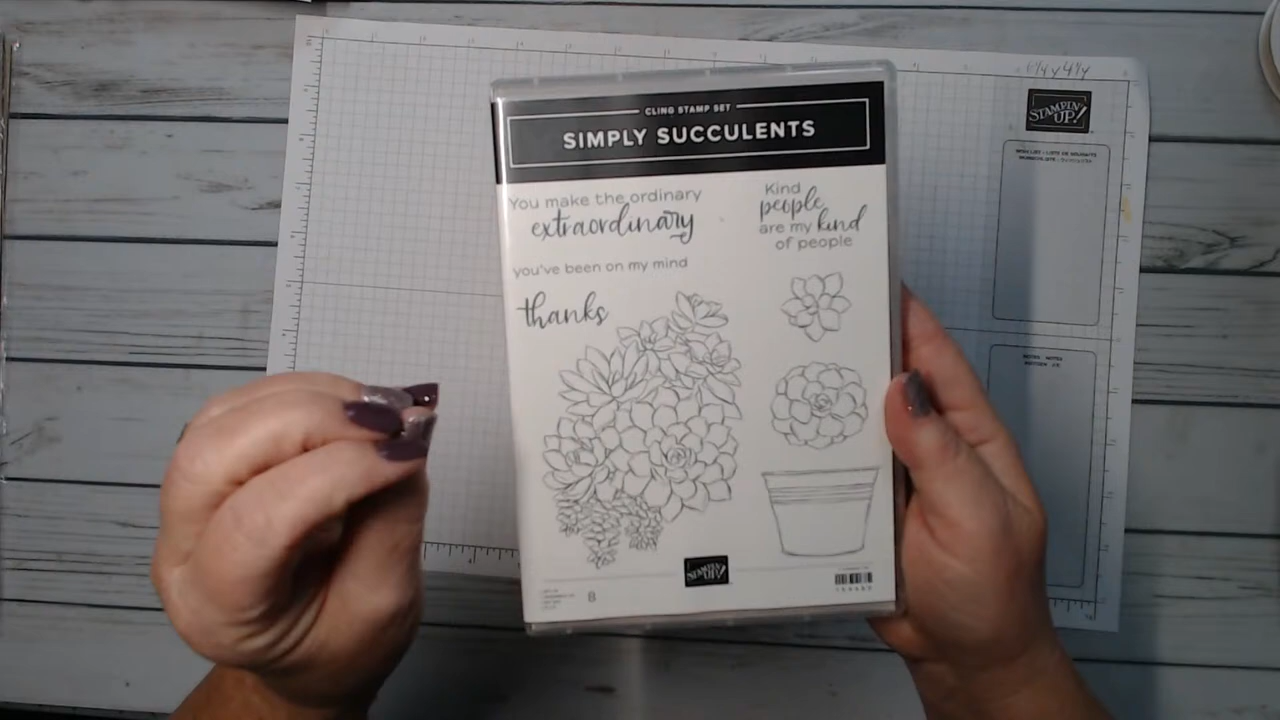 CLING STAMP SET
SIMPLY SUCCULENTS
You make the ordinary
extraordinary
Kind
people
are my kind
of people
you've been on my mind
thanks
STAMPIN' UP!
8
STAMPIN' UP!